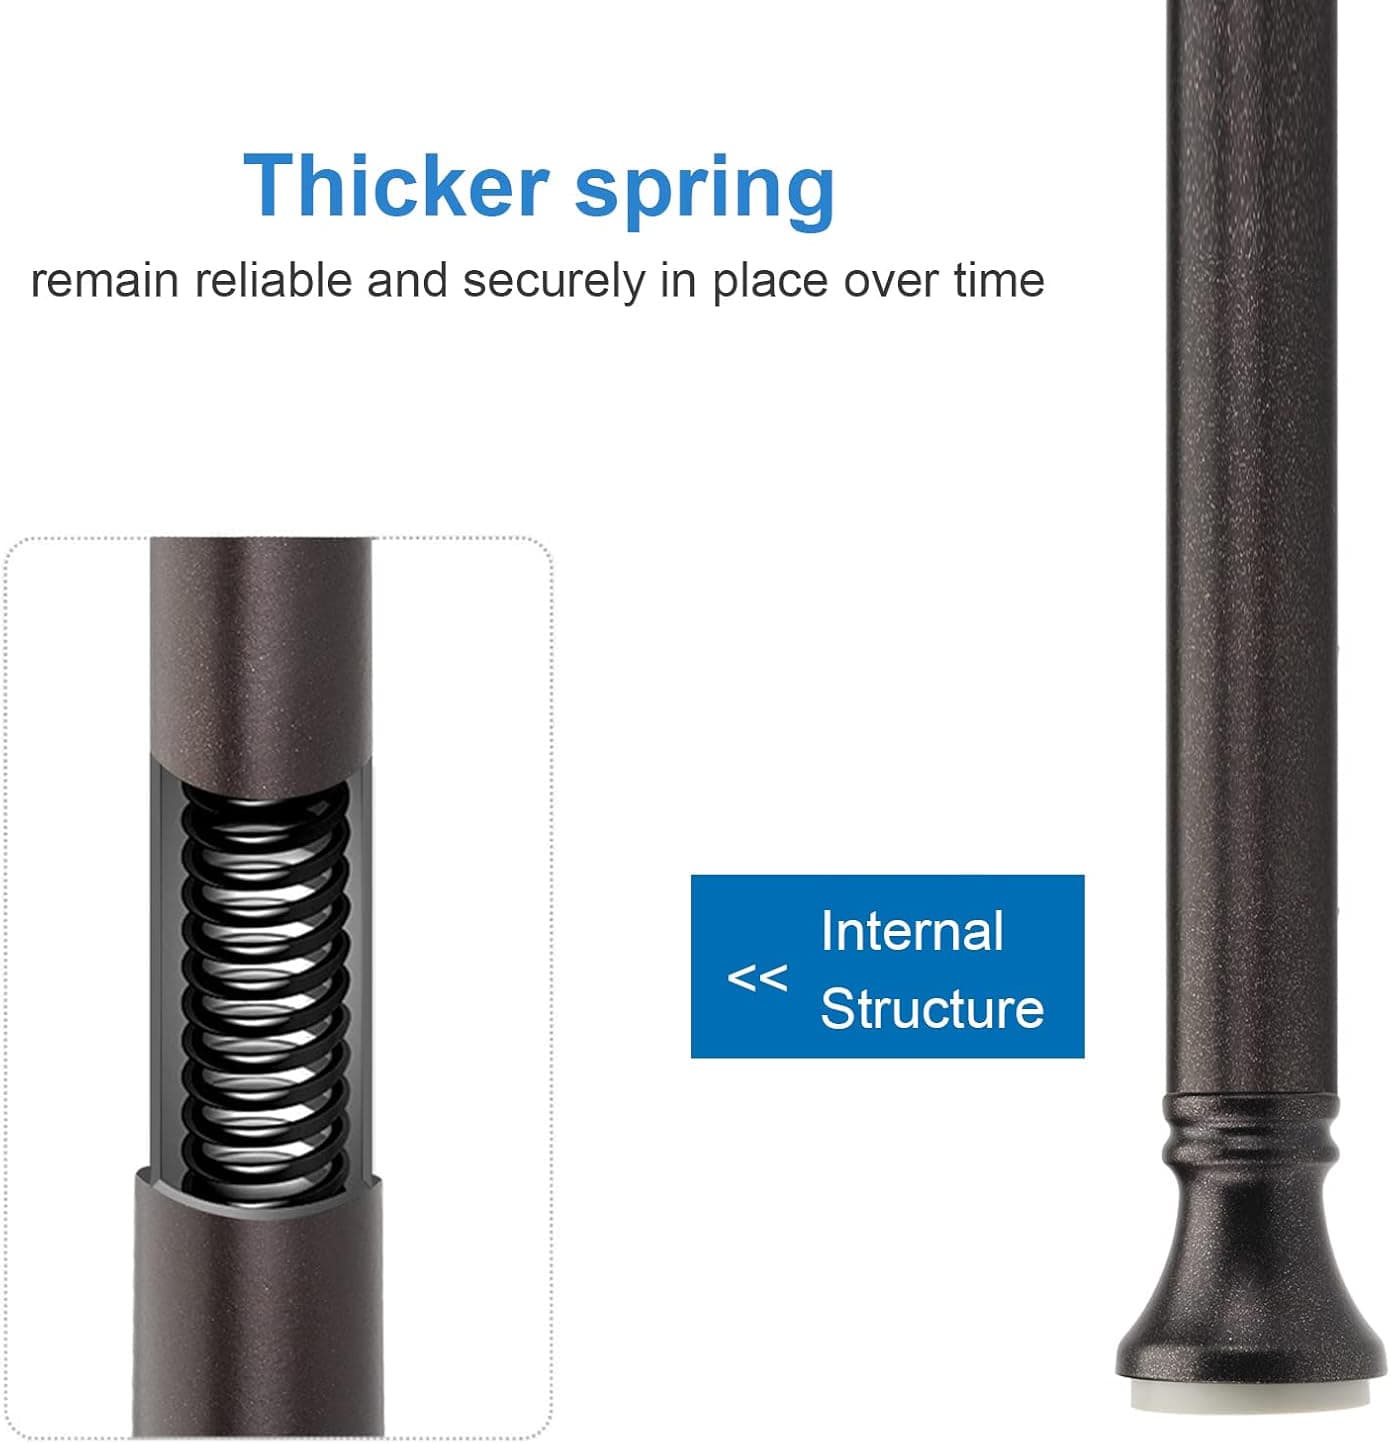 Thicker spring
remain reliable and securely in place over time
<< Internal
Structure